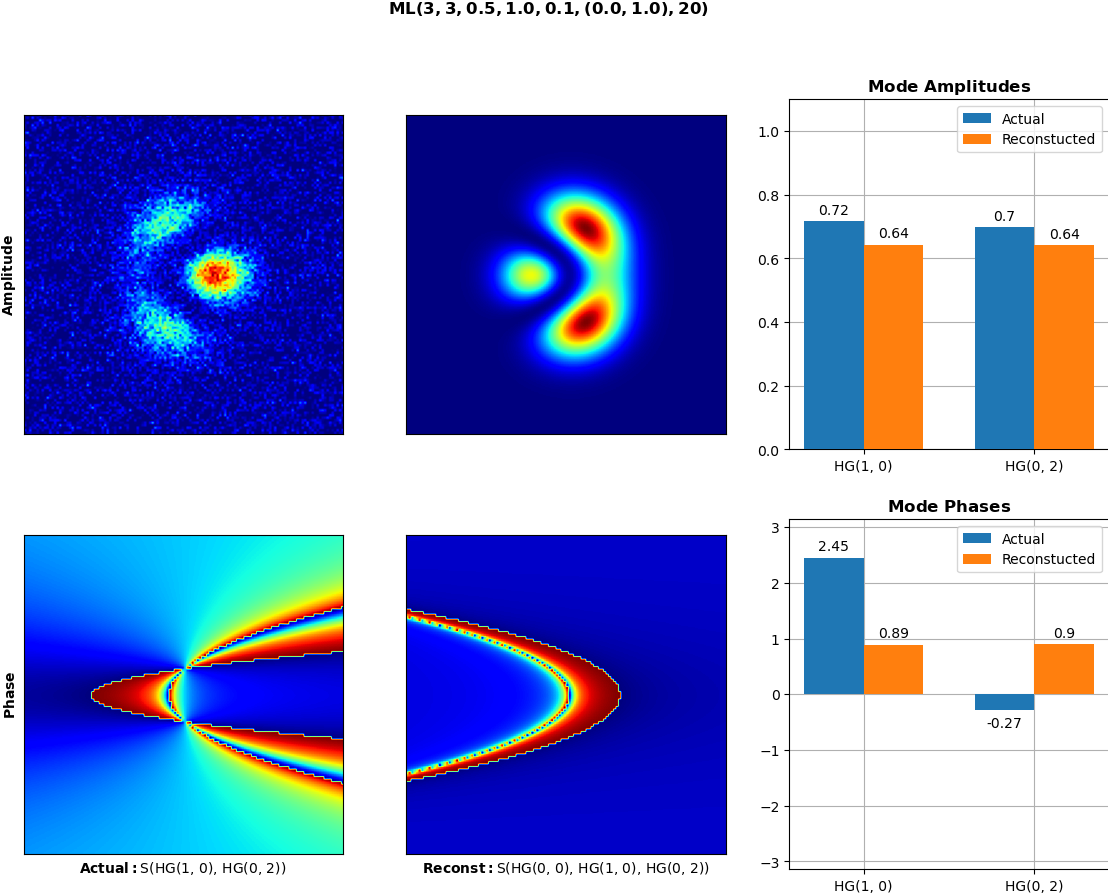 ML(3, 3, 0.5, 1.0, 0.1, (0.0, 1.0), 20)
Amplitude
Mode Amplitudes
Actual
Reconstucted
1.0
0.8
0.6
0.4
0.2
0.0
0.72
0.64
0.7
0.64
HG(1, 0)
HG(0, 2)
Phase
Actual: S(HG(1, 0), HG(0, 2))
Reconst: S(HG(0, 0), HG(1, 0), HG(0, 2))
Mode Phases
Actual
Reconstucted
3
2
1
0
−1
−2
−3
2.45
0.89
-0.27
0.9
HG(1, 0)
HG(0, 2)